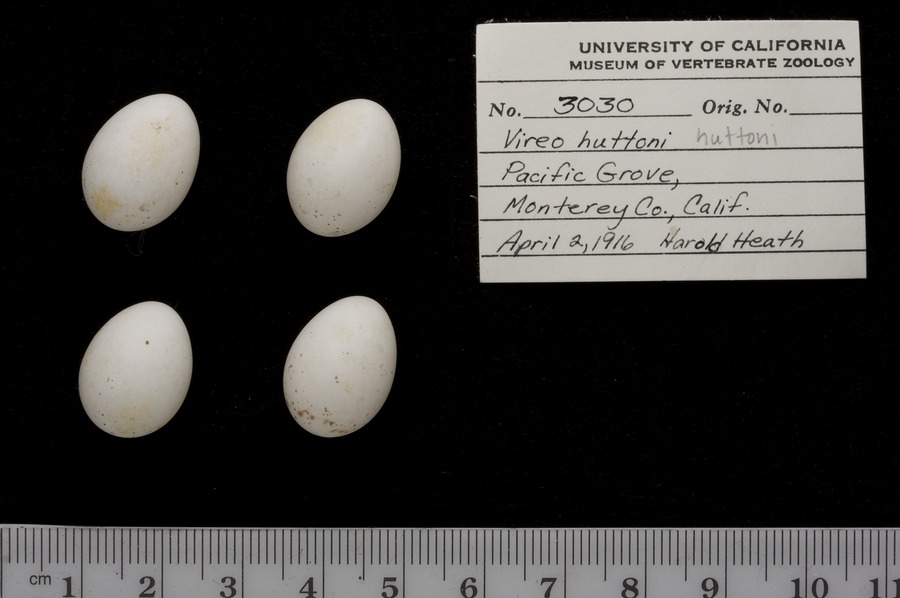 UNIVERSITY OF CALIFORNIA
MUSEUM OF VERTEBRATE ZOOLOGY
No. 3030 Orig. No.
Vireo huttoni huttoni
Pacific Grove,
Monterey Co., Calif.
April 2, 1916 Harold Heath
cm 1 2 3 4 5 6 7 8 9 10 11